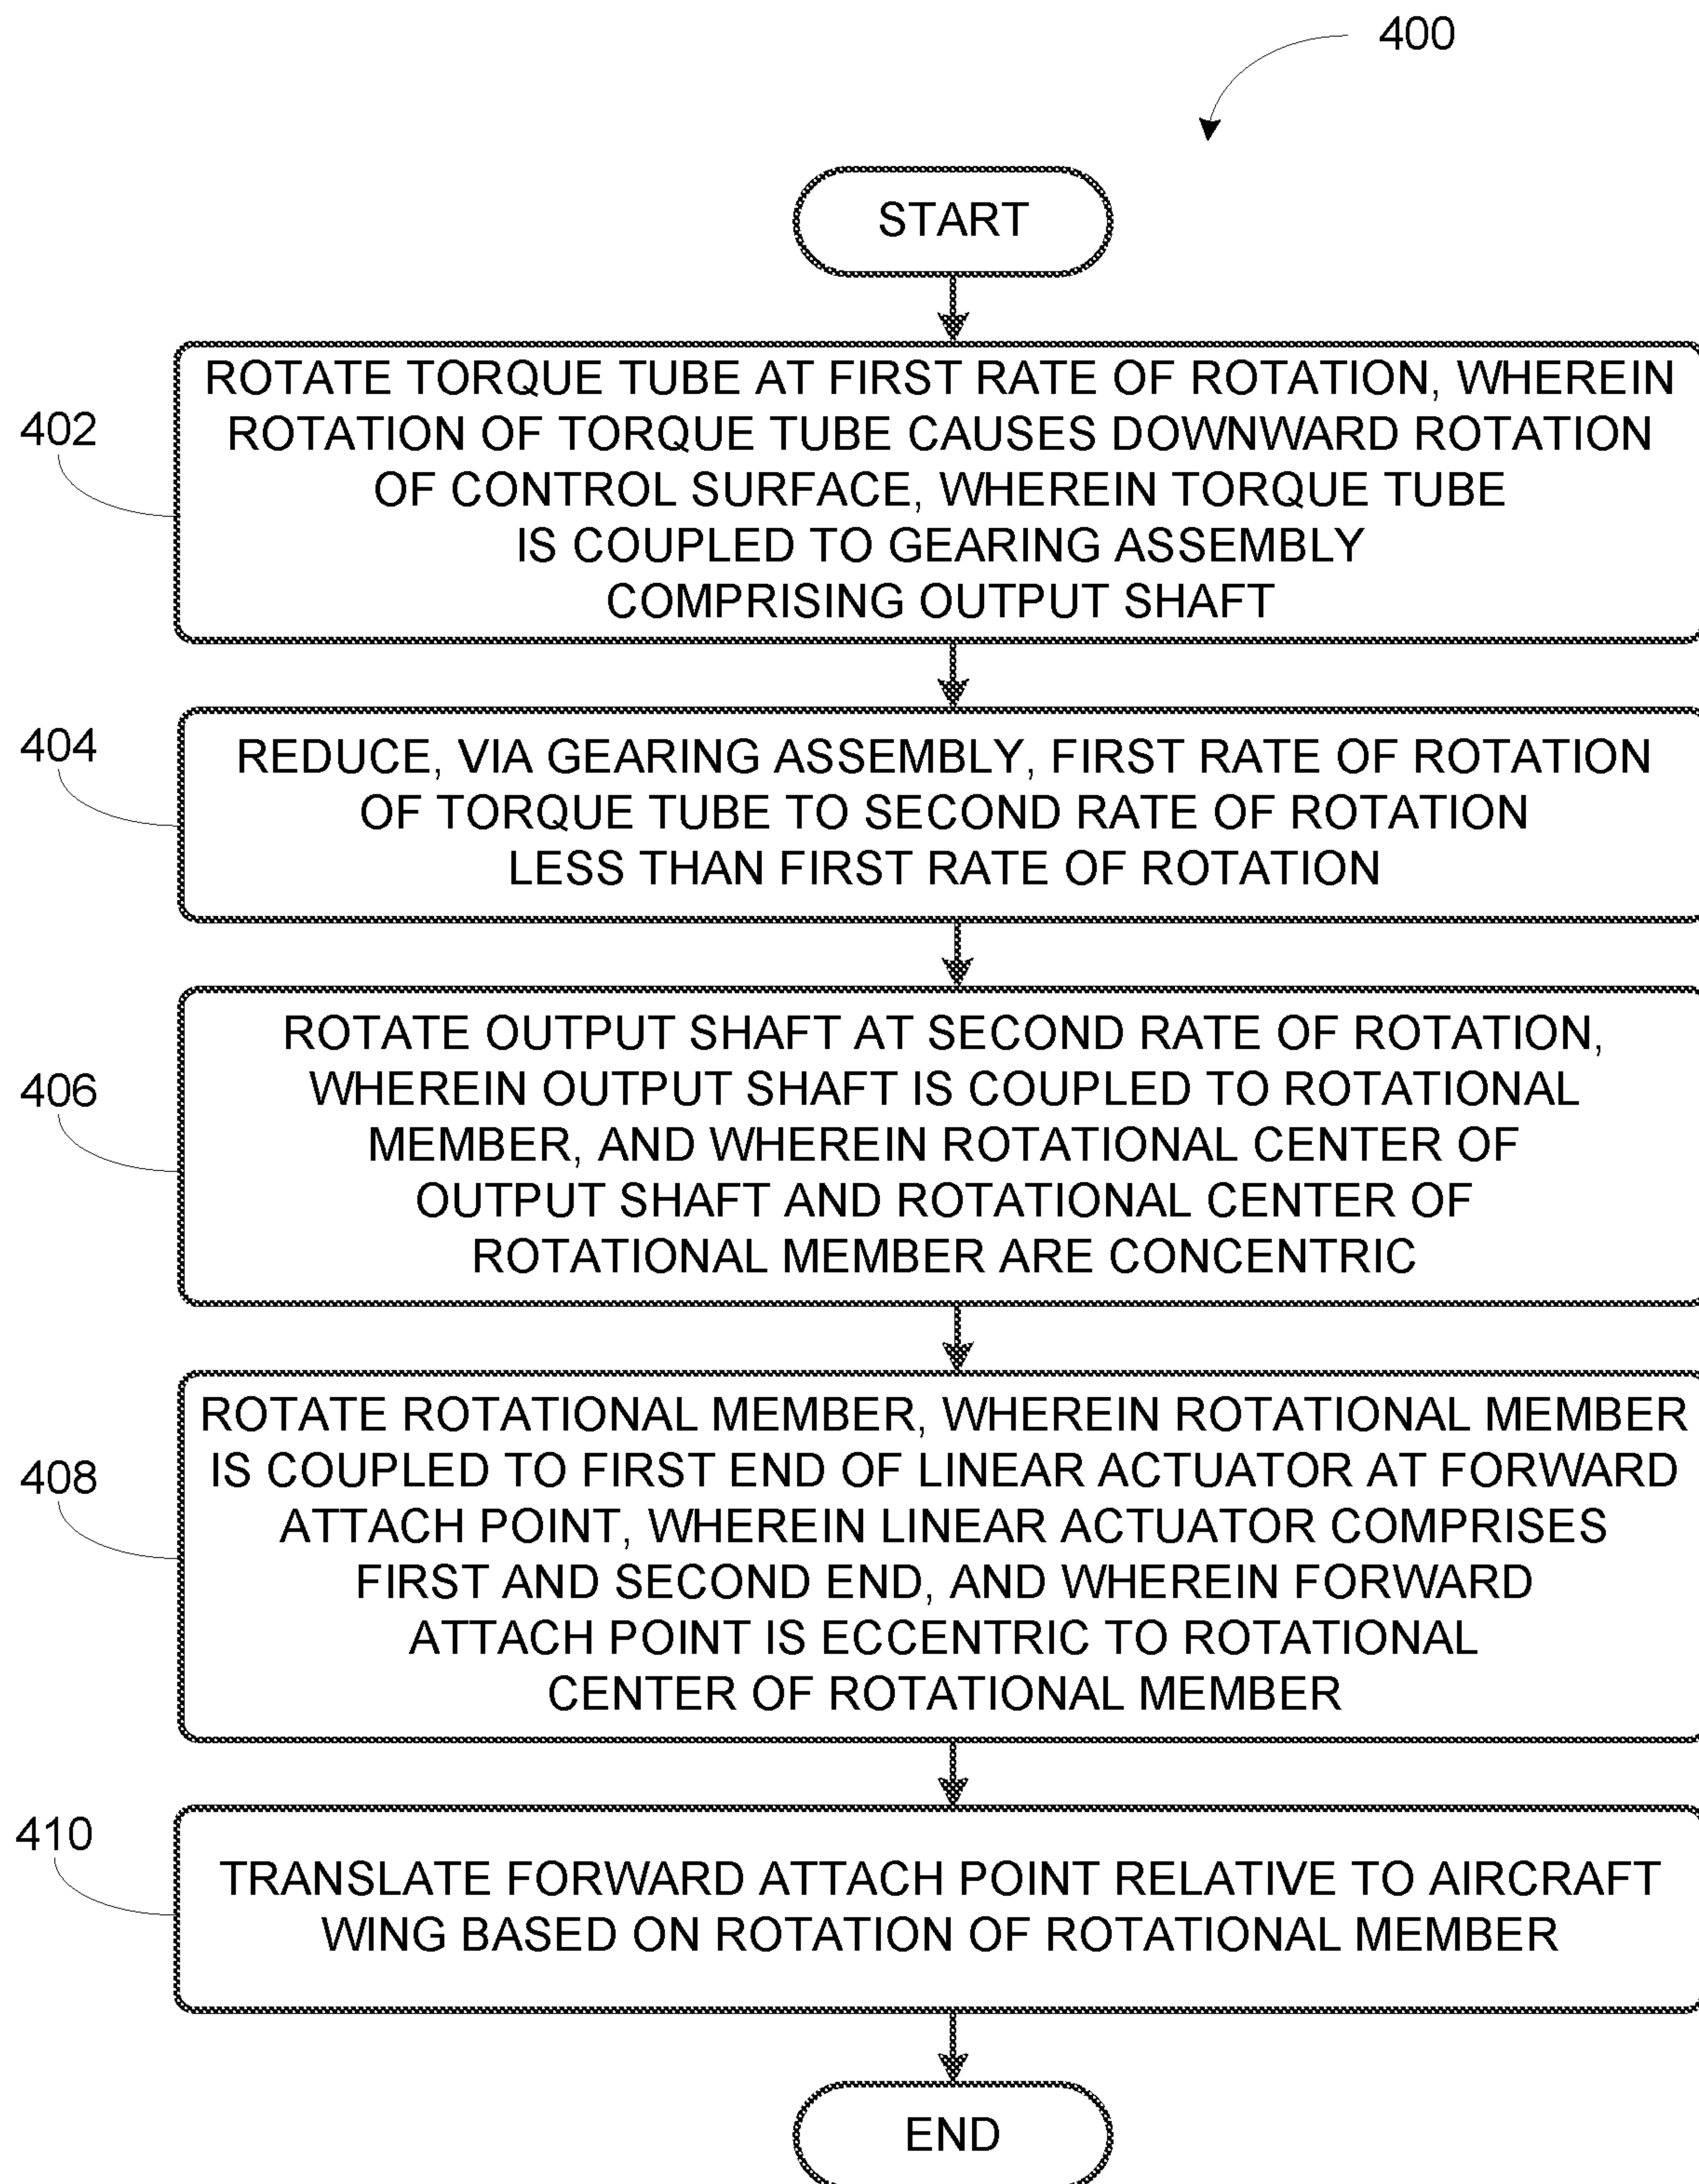 400
START
402
ROTATE TORQUE TUBE AT FIRST RATE OF ROTATION, WHEREIN
ROTATION OF TORQUE TUBE CAUSES DOWNWARD ROTATION
OF CONTROL SURFACE, WHEREIN TORQUE TUBE
IS COUPLED TO GEARING ASSEMBLY
COMPRISING OUTPUT SHAFT
404
REDUCE, VIA GEARING ASSEMBLY, FIRST RATE OF ROTATION
OF TORQUE TUBE TO SECOND RATE OF ROTATION
LESS THAN FIRST RATE OF ROTATION
406
ROTATE OUTPUT SHAFT AT SECOND RATE OF ROTATION,
WHEREIN OUTPUT SHAFT IS COUPLED TO ROTATIONAL
MEMBER, AND WHEREIN ROTATIONAL CENTER OF
OUTPUT SHAFT AND ROTATIONAL CENTER OF
ROTATIONAL MEMBER ARE CONCENTRIC
408
ROTATE ROTATIONAL MEMBER, WHEREIN ROTATIONAL MEMBER
IS COUPLED TO FIRST END OF LINEAR ACTUATOR AT FORWARD
ATTACH POINT, WHEREIN LINEAR ACTUATOR COMPRISES
FIRST AND SECOND END, AND WHEREIN FORWARD
ATTACH POINT IS ECCENTRIC TO ROTATIONAL
CENTER OF ROTATIONAL MEMBER
410
TRANSLATE FORWARD ATTACH POINT RELATIVE TO AIRCRAFT
WING BASED ON ROTATION OF ROTATIONAL MEMBER
END